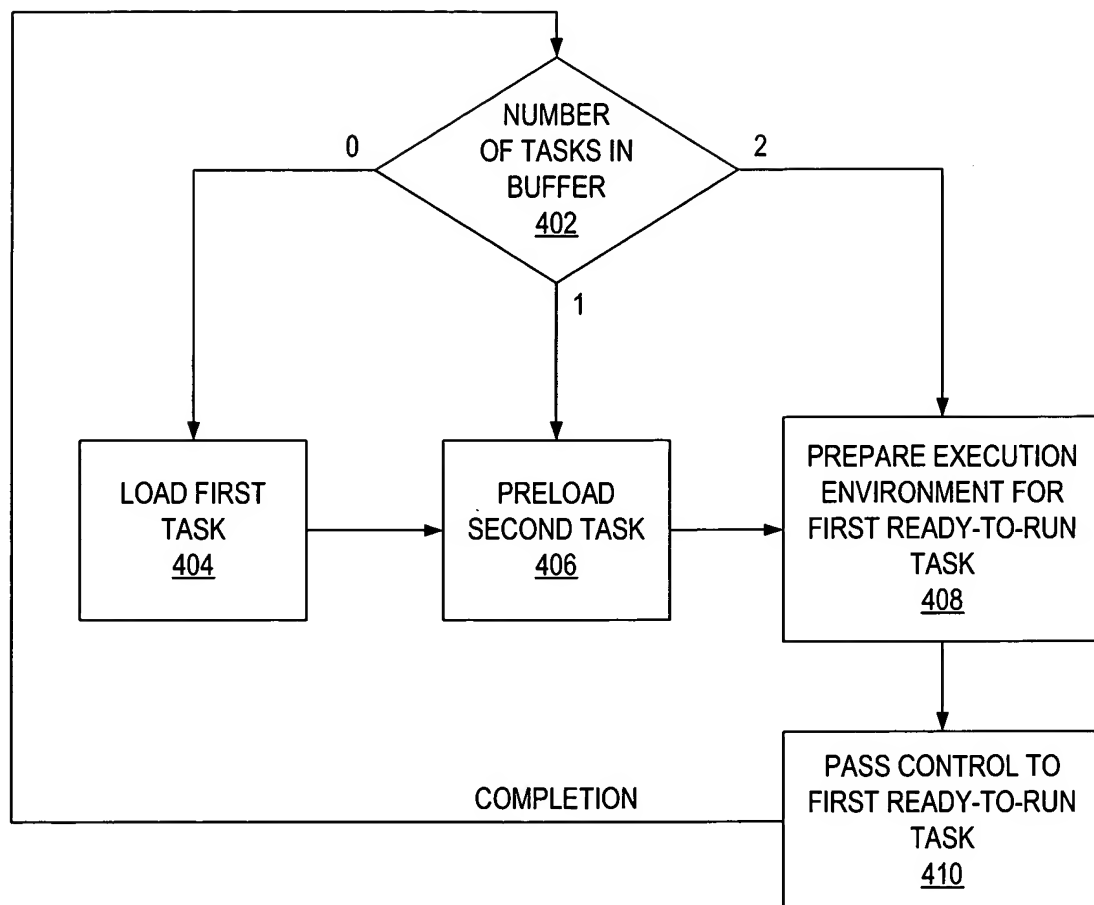 NUMBER
OF TASKS IN
BUFFER
402
0
2
1
LOAD FIRST
TASK
404
PRELOAD
SECOND TASK
406
PREPARE EXECUTION
ENVIRONMENT FOR
FIRST READY-TO-RUN
TASK
408
COMPLETION
PASS CONTROL TO
FIRST READY-TO-RUN
TASK
410